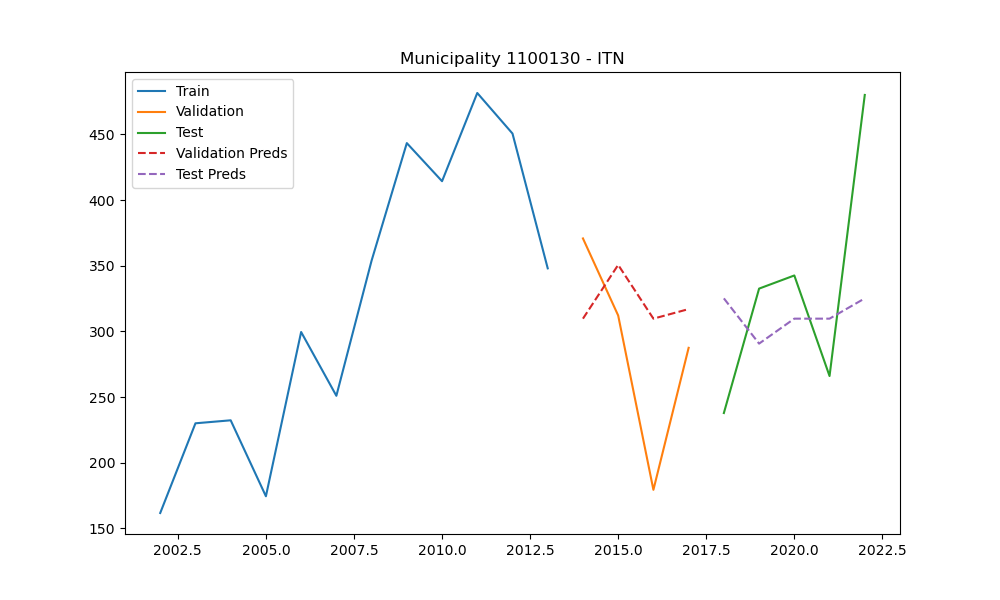 Municipality 1100130 - ITN
Train
Validation
Test
Validation Preds
Test Preds
450
400
350
300
250
200
150
2002.5 2005.0 2007.5 2010.0 2012.5 2015.0 2017.5 2020.0 2022.5